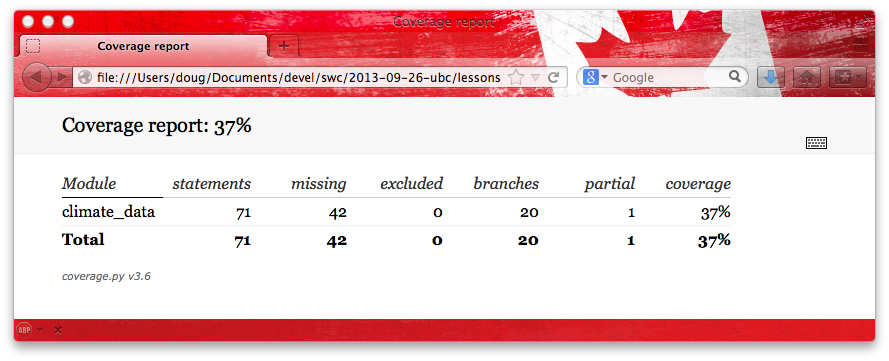 Coverage report
Coverage report
file:///Users/doug/Documents/devel/swc/2013-09-26-ubc/lessons
g Google
Coverage report: 37%
Module statements missing excluded branches partial coverage
climate_data 71 42 0 20 1 37%
Total 71 42 0 20 1 37%
coverage.py v3.6
ABP